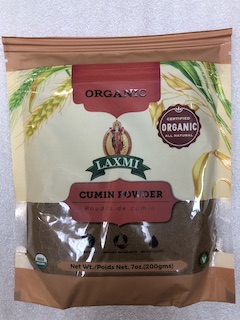 ORGANIC
CERTIFIED
ORGANIC
ALL NATURAL
LAXMI
CUMIN POWDER
Poudre de cumin
Net Wt./Poids Net. 7oz.(200gms)